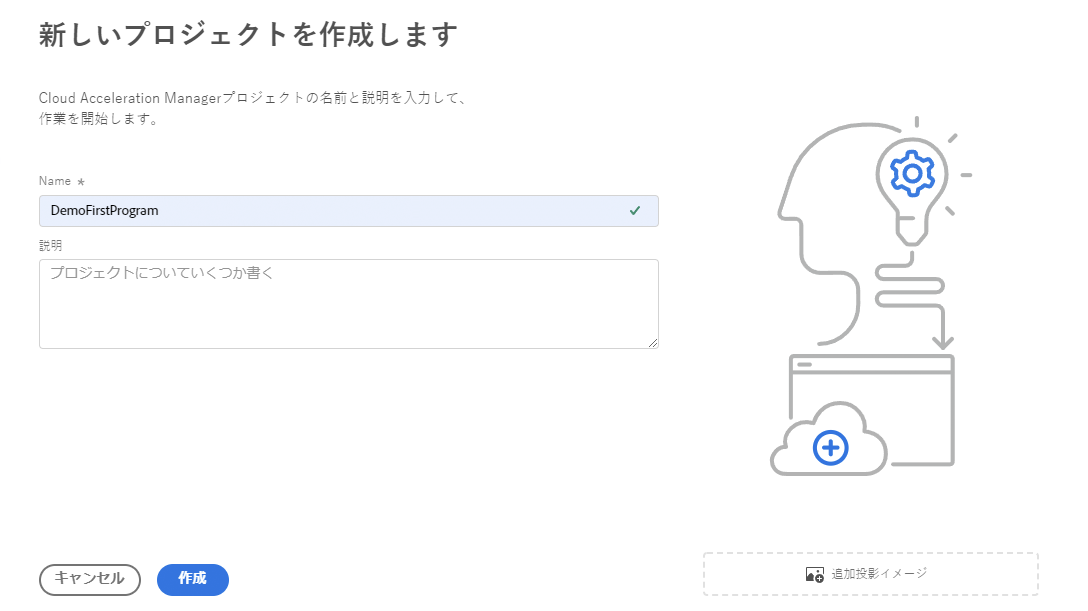 新しいプロジェクトを作成します
Cloud Acceleration Managerプロジェクトの名前と説明を入力して、
作業を開始します。
Name *
DemoFirstProgram
説明
プロジェクトについていくつか書く
キャンセル
作成
追加投影イメージ